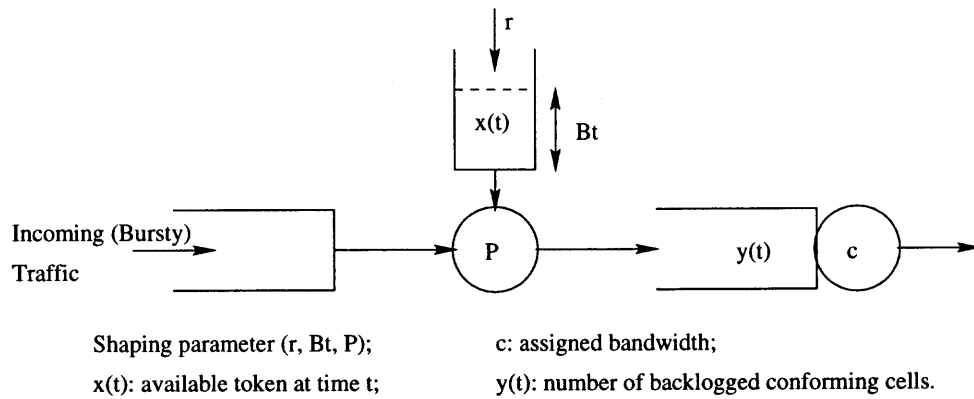 r
x(t)
Bt
Incoming (Bursty)
Traffic
P
y(t)
c
Shaping parameter (r, Bt, P);
c: assigned bandwidth;
x(t): available token at time t;
y(t): number of backlogged conforming cells.